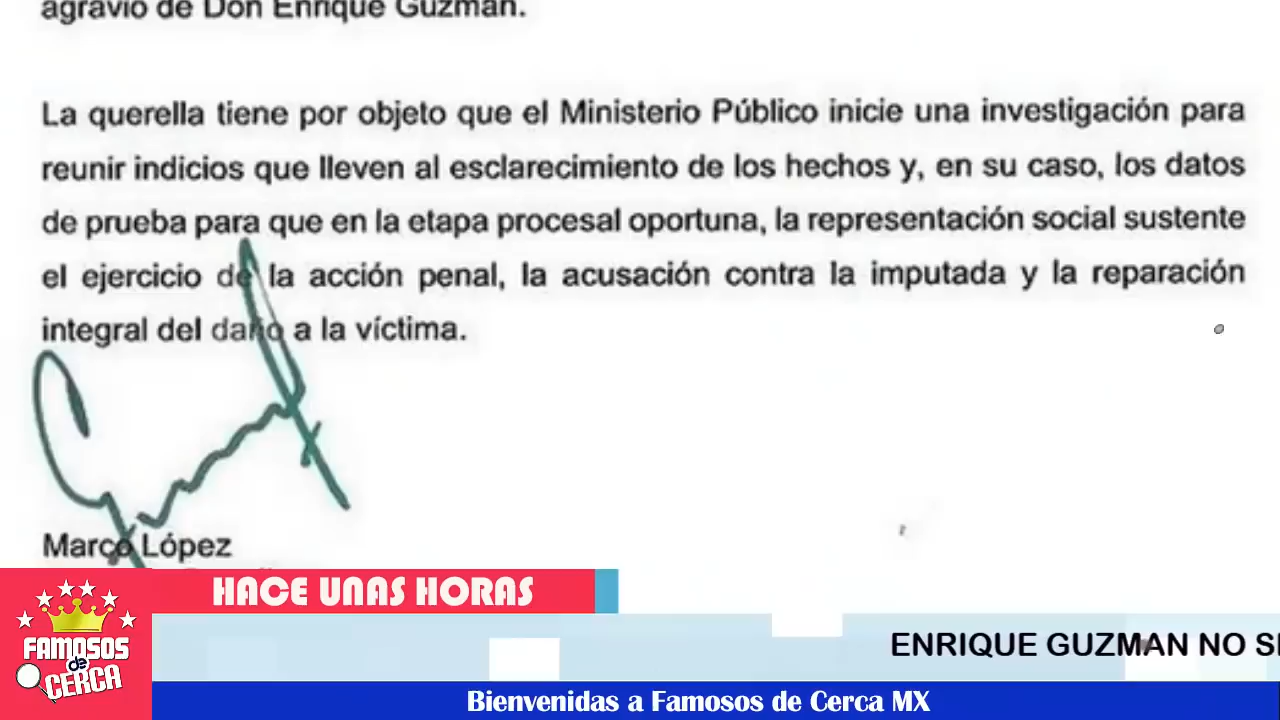 agravio de Don Enrique Guzmán.
La querella tiene por objeto que el Ministerio Público inicie una investigación para
reunir indicios que lleven al esclarecimiento de los hechos y, en su caso, los datos
de prueba para que en la etapa procesal oportuna, la representación social sustente
el ejercicio de la acción penal, la acusación contra la imputada y la reparación
integral del daño a la víctima.
Marco López
HACE UNAS HORAS
FAMOSOS
de
CERCA
ENRIQUE GUZMAN NO
Bienvenidas a Famosos de Cerca MX